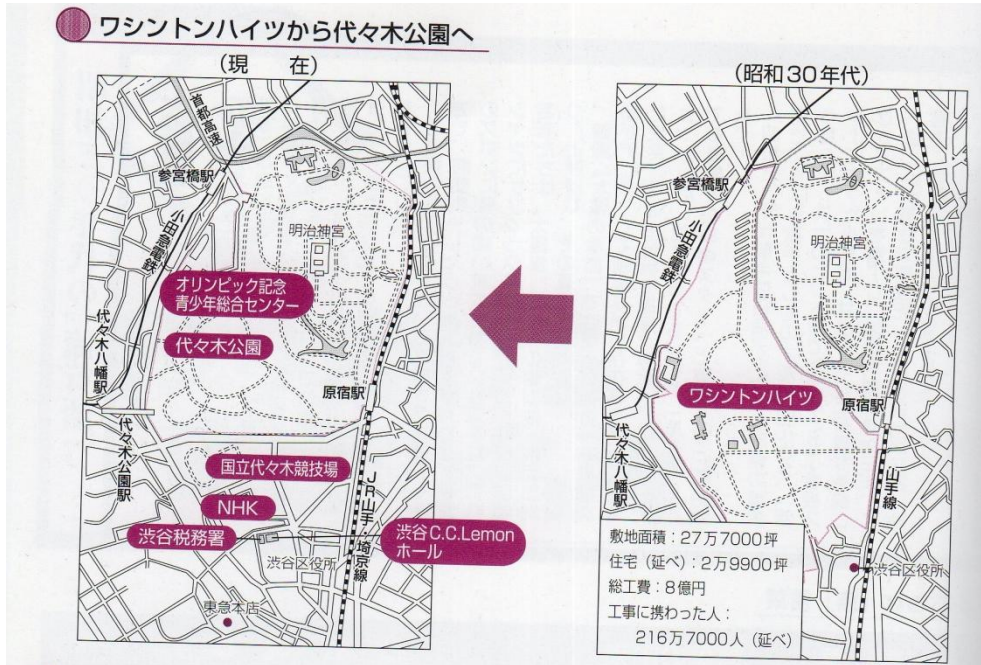 ワシントンハイツから代々木公園へ
(現　在)
首都高速
参宮橋駅
小田急電鉄
明治神宮
オリンピック記念
青少年総合センター
代々木公園
代々木八幡駅
原宿駅
代々木公園駅
国立代々木競技場
NHK
渋谷税務署
渋谷C.C.Lemon
ホール
JR山手・埼京線
渋谷区役所
東急本店
(昭和30年代)
参宮橋駅
小田急電鉄
明治神宮
ワシントンハイツ
原宿駅
代々木八幡駅
山手線
渋谷区役所
敷地面積：27万7000坪
住宅（延べ）：2万9900坪
総工費：8億円
工事に携わった人：
216万7000人（延べ）